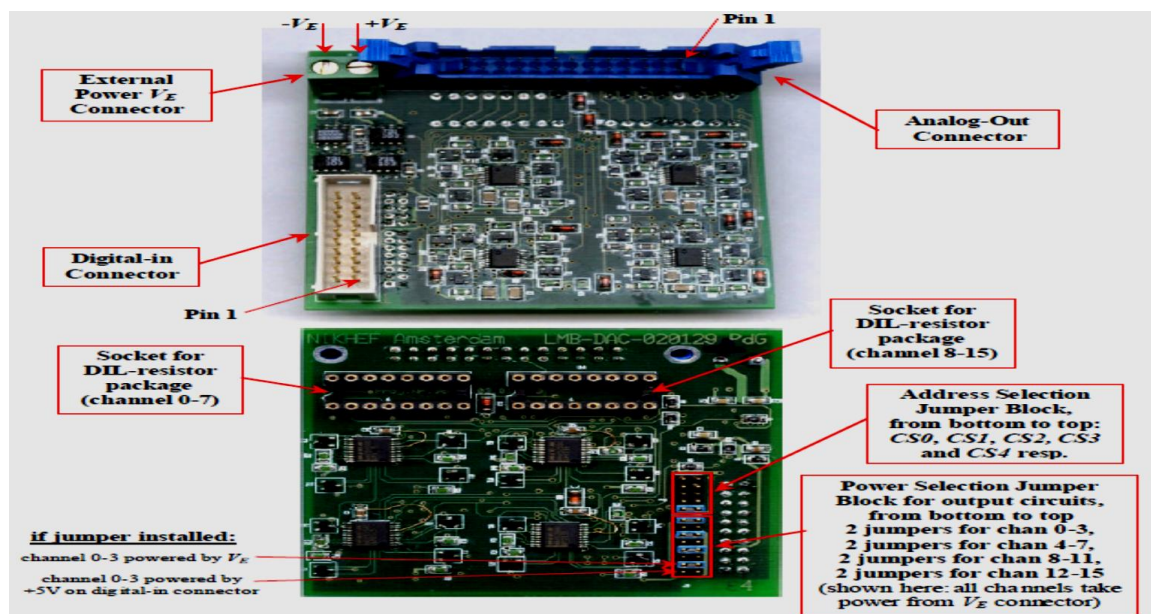 -VE
+VE
Pin 1
External
Power VE
Connector
Analog-Out
Connector
Digital-in
Connector
Pin 1
Socket for
DIL-resistor
package
(channel 8-15)
NIKHEF Amsterdam LMB-DAC-020129 PdG
Socket for
DIL-resistor
package
(channel 0-7)
Address Selection
Jumper Block,
from bottom to top:
CS0, CS1, CS2, CS3
and CS4 resp.
Power Selection Jumper
Block for output circuits,
from bottom to top
2 jumpers for chan 0-3,
2 jumpers for chan 4-7,
2 jumpers for chan 8-11,
2 jumpers for chan 12-15
(shown here: all channels take
power from VE connector)
if jumper installed:
channel 0-3 powered by VE
channel 0-3 powered by
+5V on digital-in connector